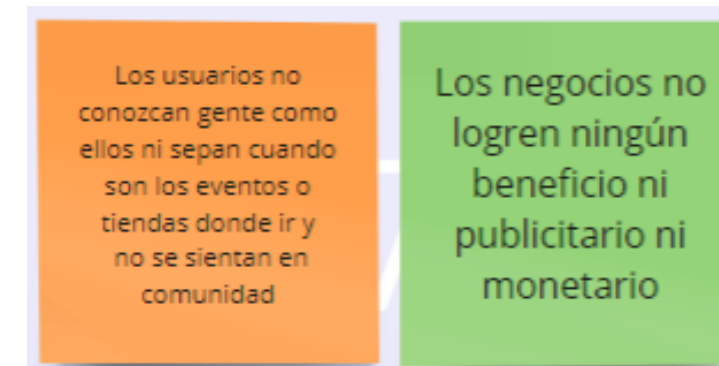 Los usuarios no
conozcan gente como
ellos ni sepan cuando
son los eventos o
tiendas donde ir y
no se sientan en
comunidad
Los negocios no
logren ningún
beneficio ni
publicitario ni
monetario